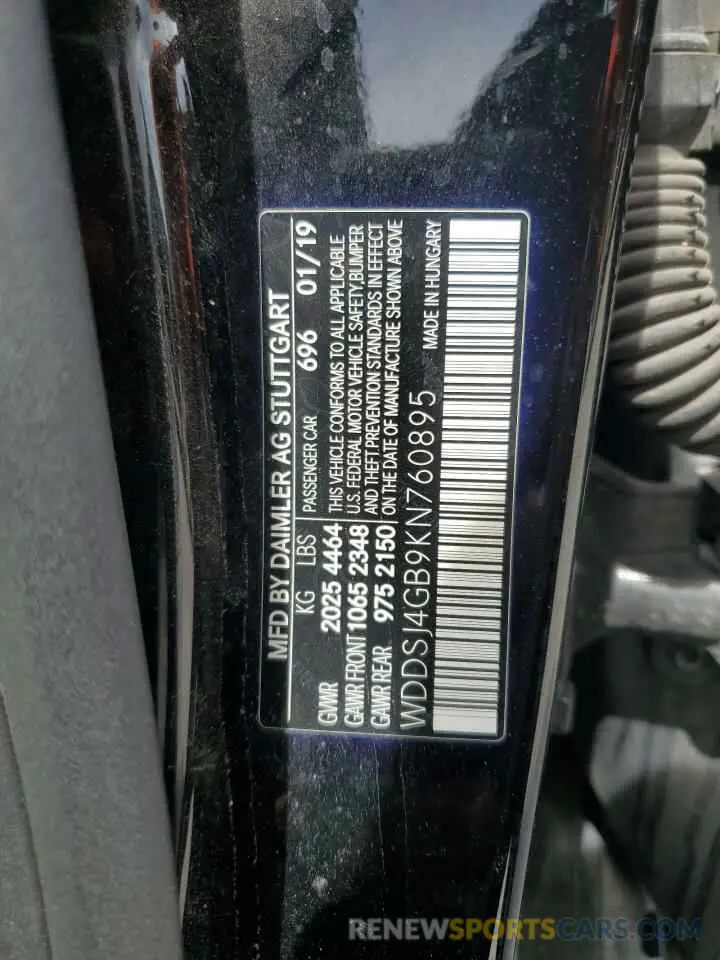 MFD BY DAIMLER AG STUTTGART
KG LBS PASSENGER CAR 696 01/19
GVWR 2025 4464 THIS VEHICLE CONFORMS TO ALL APPLICABLE
GAWR FRONT 1065 2348 U.S. FEDERAL MOTOR VEHICLE SAFETY, BUMPER
GAWR REAR 975 2150 AND THEFT PREVENTION STANDARDS IN EFFECT
ON THE DATE OF MANUFACTURE SHOWN ABOVE
WDDSJ4GB9KN760895 MADE IN HUNGARY
RENEWSPORTSCARS.COM